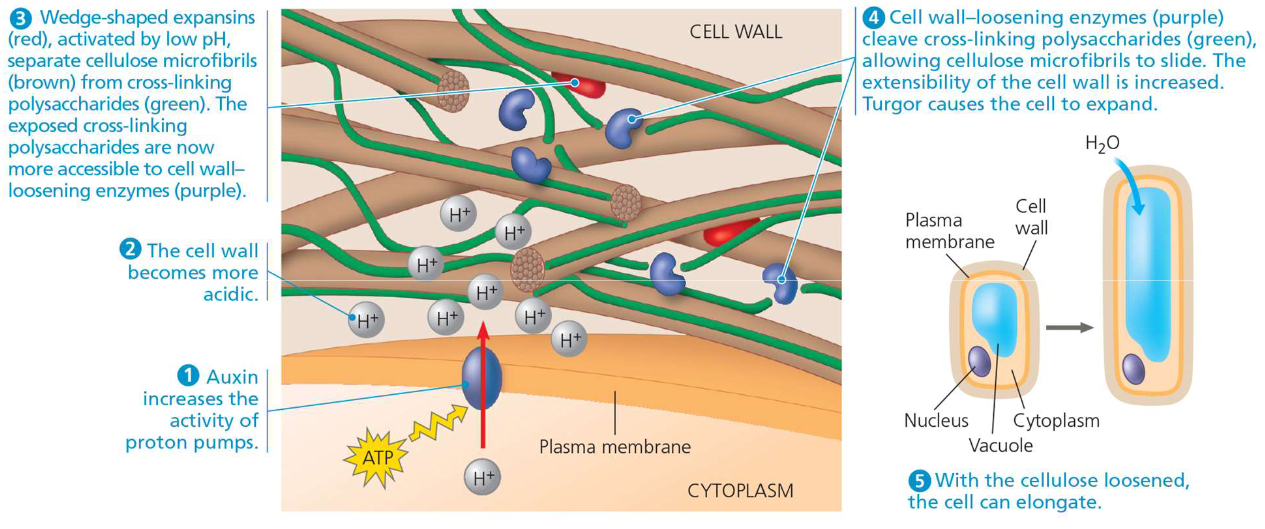 3 Wedge-shaped expansins
(red), activated by low pH,
separate cellulose microfibrils
(brown) from cross-linking
polysaccharides (green). The
exposed cross-linking
polysaccharides are now
more accessible to cell wall–
loosening enzymes (purple).
2 The cell wall
becomes more
acidic.
1 Auxin
increases the
activity of
proton pumps.
CELL WALL
H+
H+
H+
H+
H+
H+
H+
H+
ATP
H+
Plasma membrane
CYTOPLASM
4 Cell wall–loosening enzymes (purple)
cleave cross-linking polysaccharides (green),
allowing cellulose microfibrils to slide. The
extensibility of the cell wall is increased.
Turgor causes the cell to expand.
H2O
Plasma
membrane
Cell
wall
Nucleus
Vacuole
Cytoplasm
5 With the cellulose loosened,
the cell can elongate.